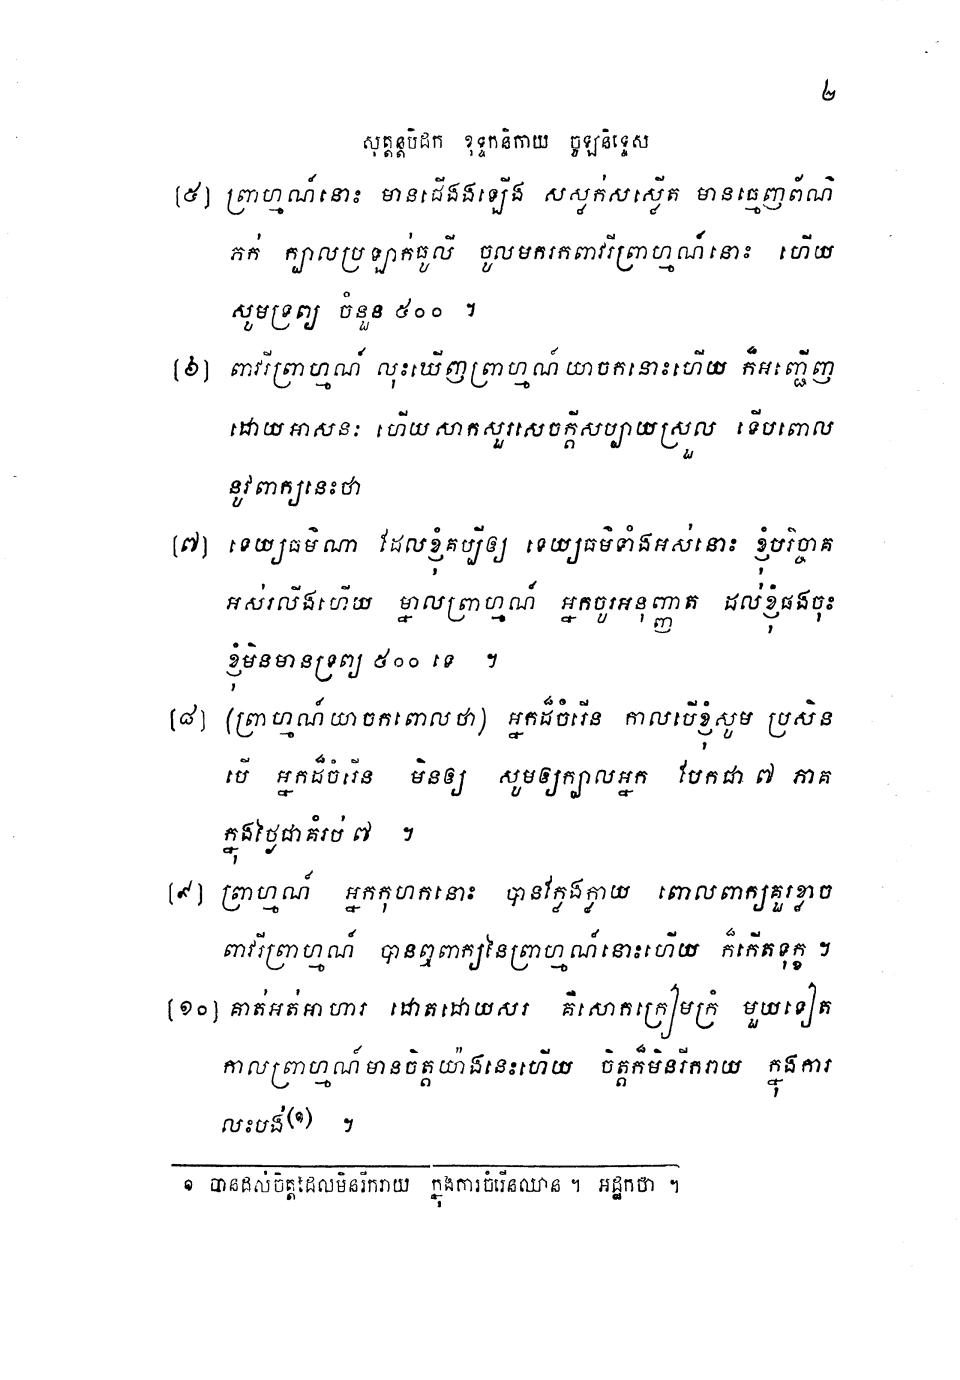 ២
សុត្តន្តបិដក ខុទ្ទកនិកាយ ចូឡនិទ្ទេស
(៥) ព្រាហ្មណ៍នោះ មានជើងងឡើង សស្ទក់សស្ទើត មានធ្មេញព័ណ៌
ភក់ ក្បាលប្រឡាក់ធូលី ចូលមករកពាវរីព្រាហ្មណ៍នោះ ហើយ
សូមទ្រព្យ ចំនួន ៥០០ ។
(៦) ពាវរីព្រាហ្មណ៍ លុះឃើញព្រាហ្មណ៍យាចកនោះហើយ ក៏អញ្ជើញ
ដោយអាសនៈ ហើយសាកសួរសេចក្តីសប្បាយស្រួល ទើបពោល
នូវពាក្យនេះថា
(៧) ទេយ្យធម៌ណា ដែលខ្ញុំគប្បីឲ្យ ទេយ្យធម៌ទាំងអស់នោះ ខ្ញុំបរិច្ចាគ
អស់រលីងហើយ ម្នាលព្រាហ្មណ៍ អ្នកចូរអនុញ្ញាត ដល់ខ្ញុំផងចុះ
ខ្ញុំមិនមានទ្រព្យ ៥០០ ទេ ។
(៨) (ព្រាហ្មណ៍យាចកពោលថា) អ្នកដ៏ចំរើន កាលបើខ្ញុំសូម ប្រសិន
បើ អ្នកដ៏ចំរើន មិនឲ្យ សូមឲ្យក្បាលអ្នក បែកជា ៧ ភាគ
ក្នុងថ្ងៃជាគំរប់ ៧ ។
(៩) ព្រាហ្មណ៍ អ្នកកុហកនោះ បានតែ្លងក្លាយ ពោលពាក្យគួរខ្លាច
ពាវរីព្រាហ្មណ៍ បានឮពាក្យនៃព្រាហ្មណ៍នោះហើយ ក៏កើតទុក្ខ ។
(១០) គាត់អត់អាហារ ដោតដោយសរ គឺសោកក្រៀមក្រំ មួយទៀត
កាលព្រាហ្មណ៍មានចិត្តយ៉ាងនេះហើយ ចិត្តក៏មិនរីករាយ ក្នុងការ
លះបង់(១) ។
១ បានដល់ចិត្តដែលមិនរីករាយ ក្នុងការចំរើនឈាន ។ អដ្ឋកថា ។